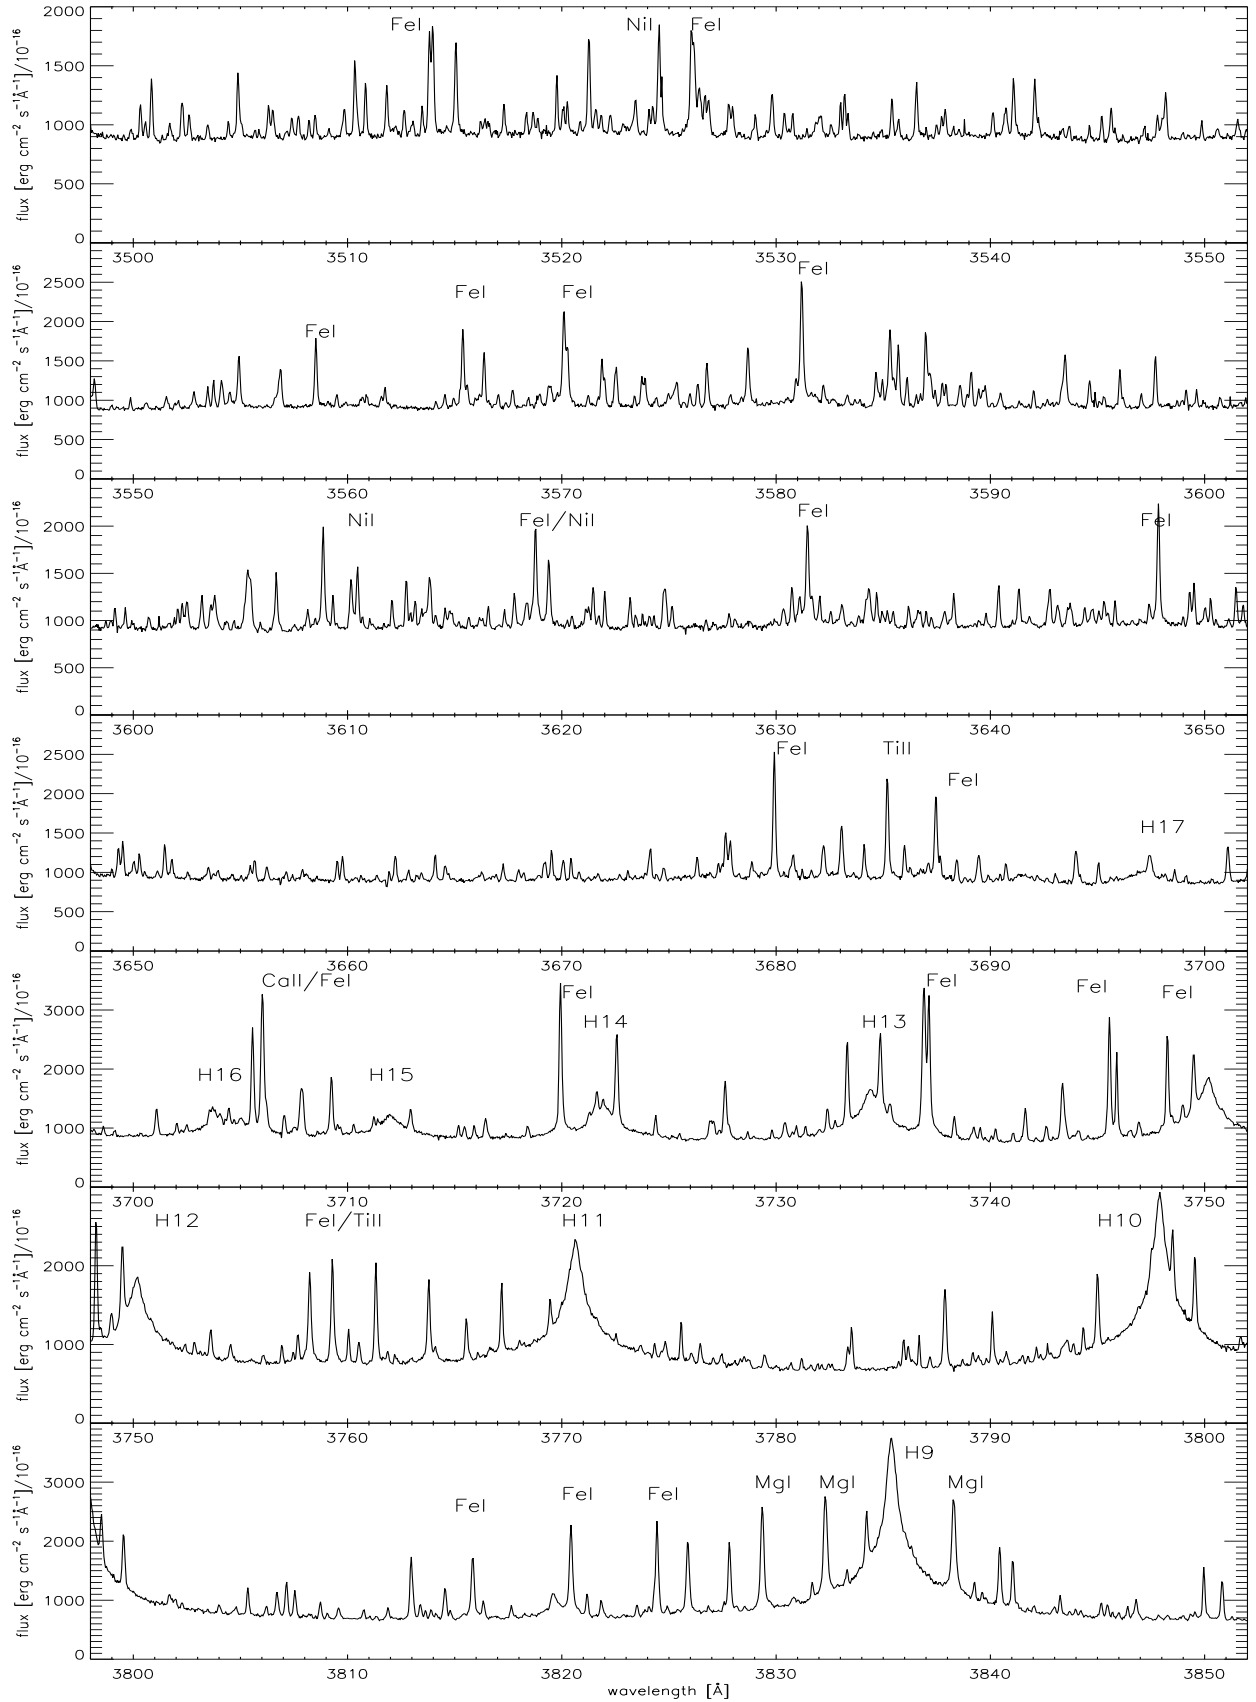 2000
1500
1000
500
0
flux [erg cm⁻² s⁻¹Å⁻¹]/10⁻¹⁶
FeI NiI FeI
3500 3510 3520 3530 3540 3550
2500
2000
1500
1000
500
0
flux [erg cm⁻² s⁻¹Å⁻¹]/10⁻¹⁶
FeI FeI FeI FeI
3550 3560 3570 3580 3590 3600
2000
1500
1000
500
0
flux [erg cm⁻² s⁻¹Å⁻¹]/10⁻¹⁶
NiI FeI/NiI FeI FeI
3600 3610 3620 3630 3640 3650
2500
2000
1500
1000
500
0
flux [erg cm⁻² s⁻¹Å⁻¹]/10⁻¹⁶
FeI TiII FeI H17
3650 3660 3670 3680 3690 3700
3000
2000
1000
0
flux [erg cm⁻² s⁻¹Å⁻¹]/10⁻¹⁶
H16 CaII/FeI H15 FeI H14 H13 FeI FeI FeI
3700 3710 3720 3730 3740 3750
2000
1000
0
flux [erg cm⁻² s⁻¹Å⁻¹]/10⁻¹⁶
H12 FeI/TiII H11 H10
3750 3760 3770 3780 3790 3800
3000
2000
1000
0
flux [erg cm⁻² s⁻¹Å⁻¹]/10⁻¹⁶
FeI FeI FeI MgI MgI H9 MgI
3800 3810 3820 3830 3840 3850
wavelength [Å]